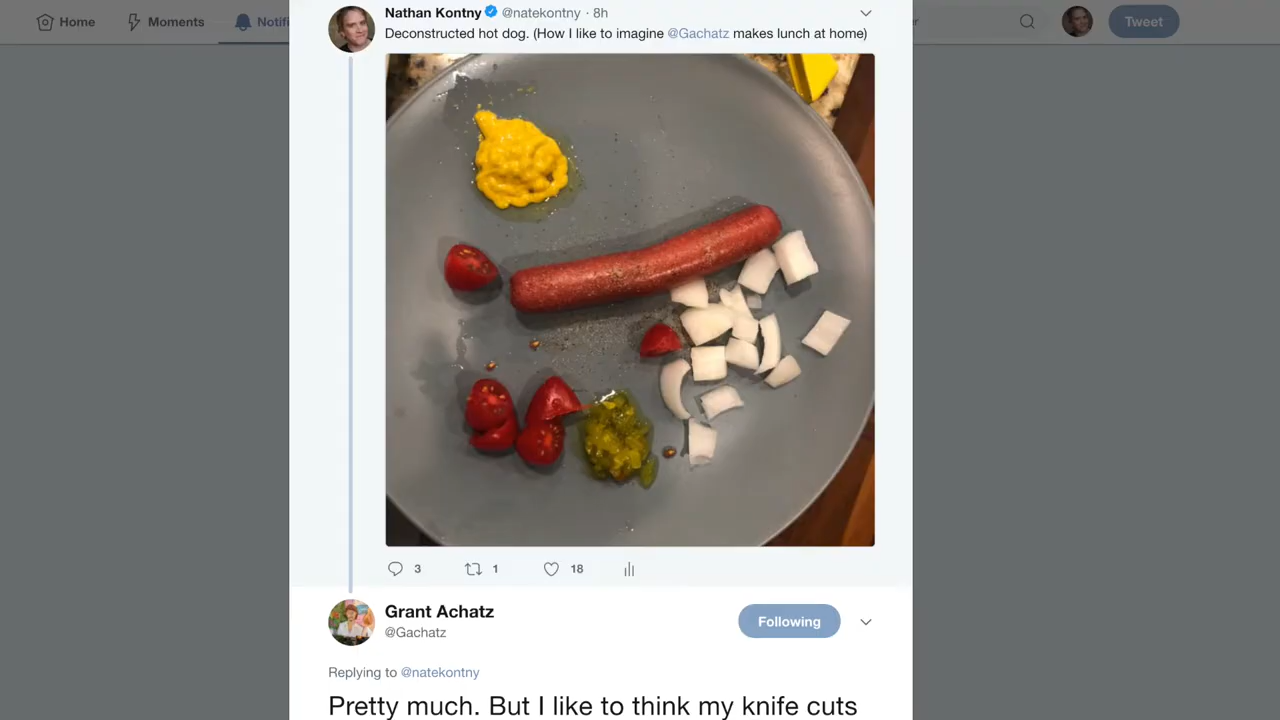 Home
Moments
Notifi
er
Tweet
Nathan Kontny @natekontny · 8h
Deconstructed hot dog. (How I like to imagine @Gachatz makes lunch at home)
3
1
18
Grant Achatz
@Gachatz
Following
Replying to @natekontny
Pretty much. But I like to think my knife cuts